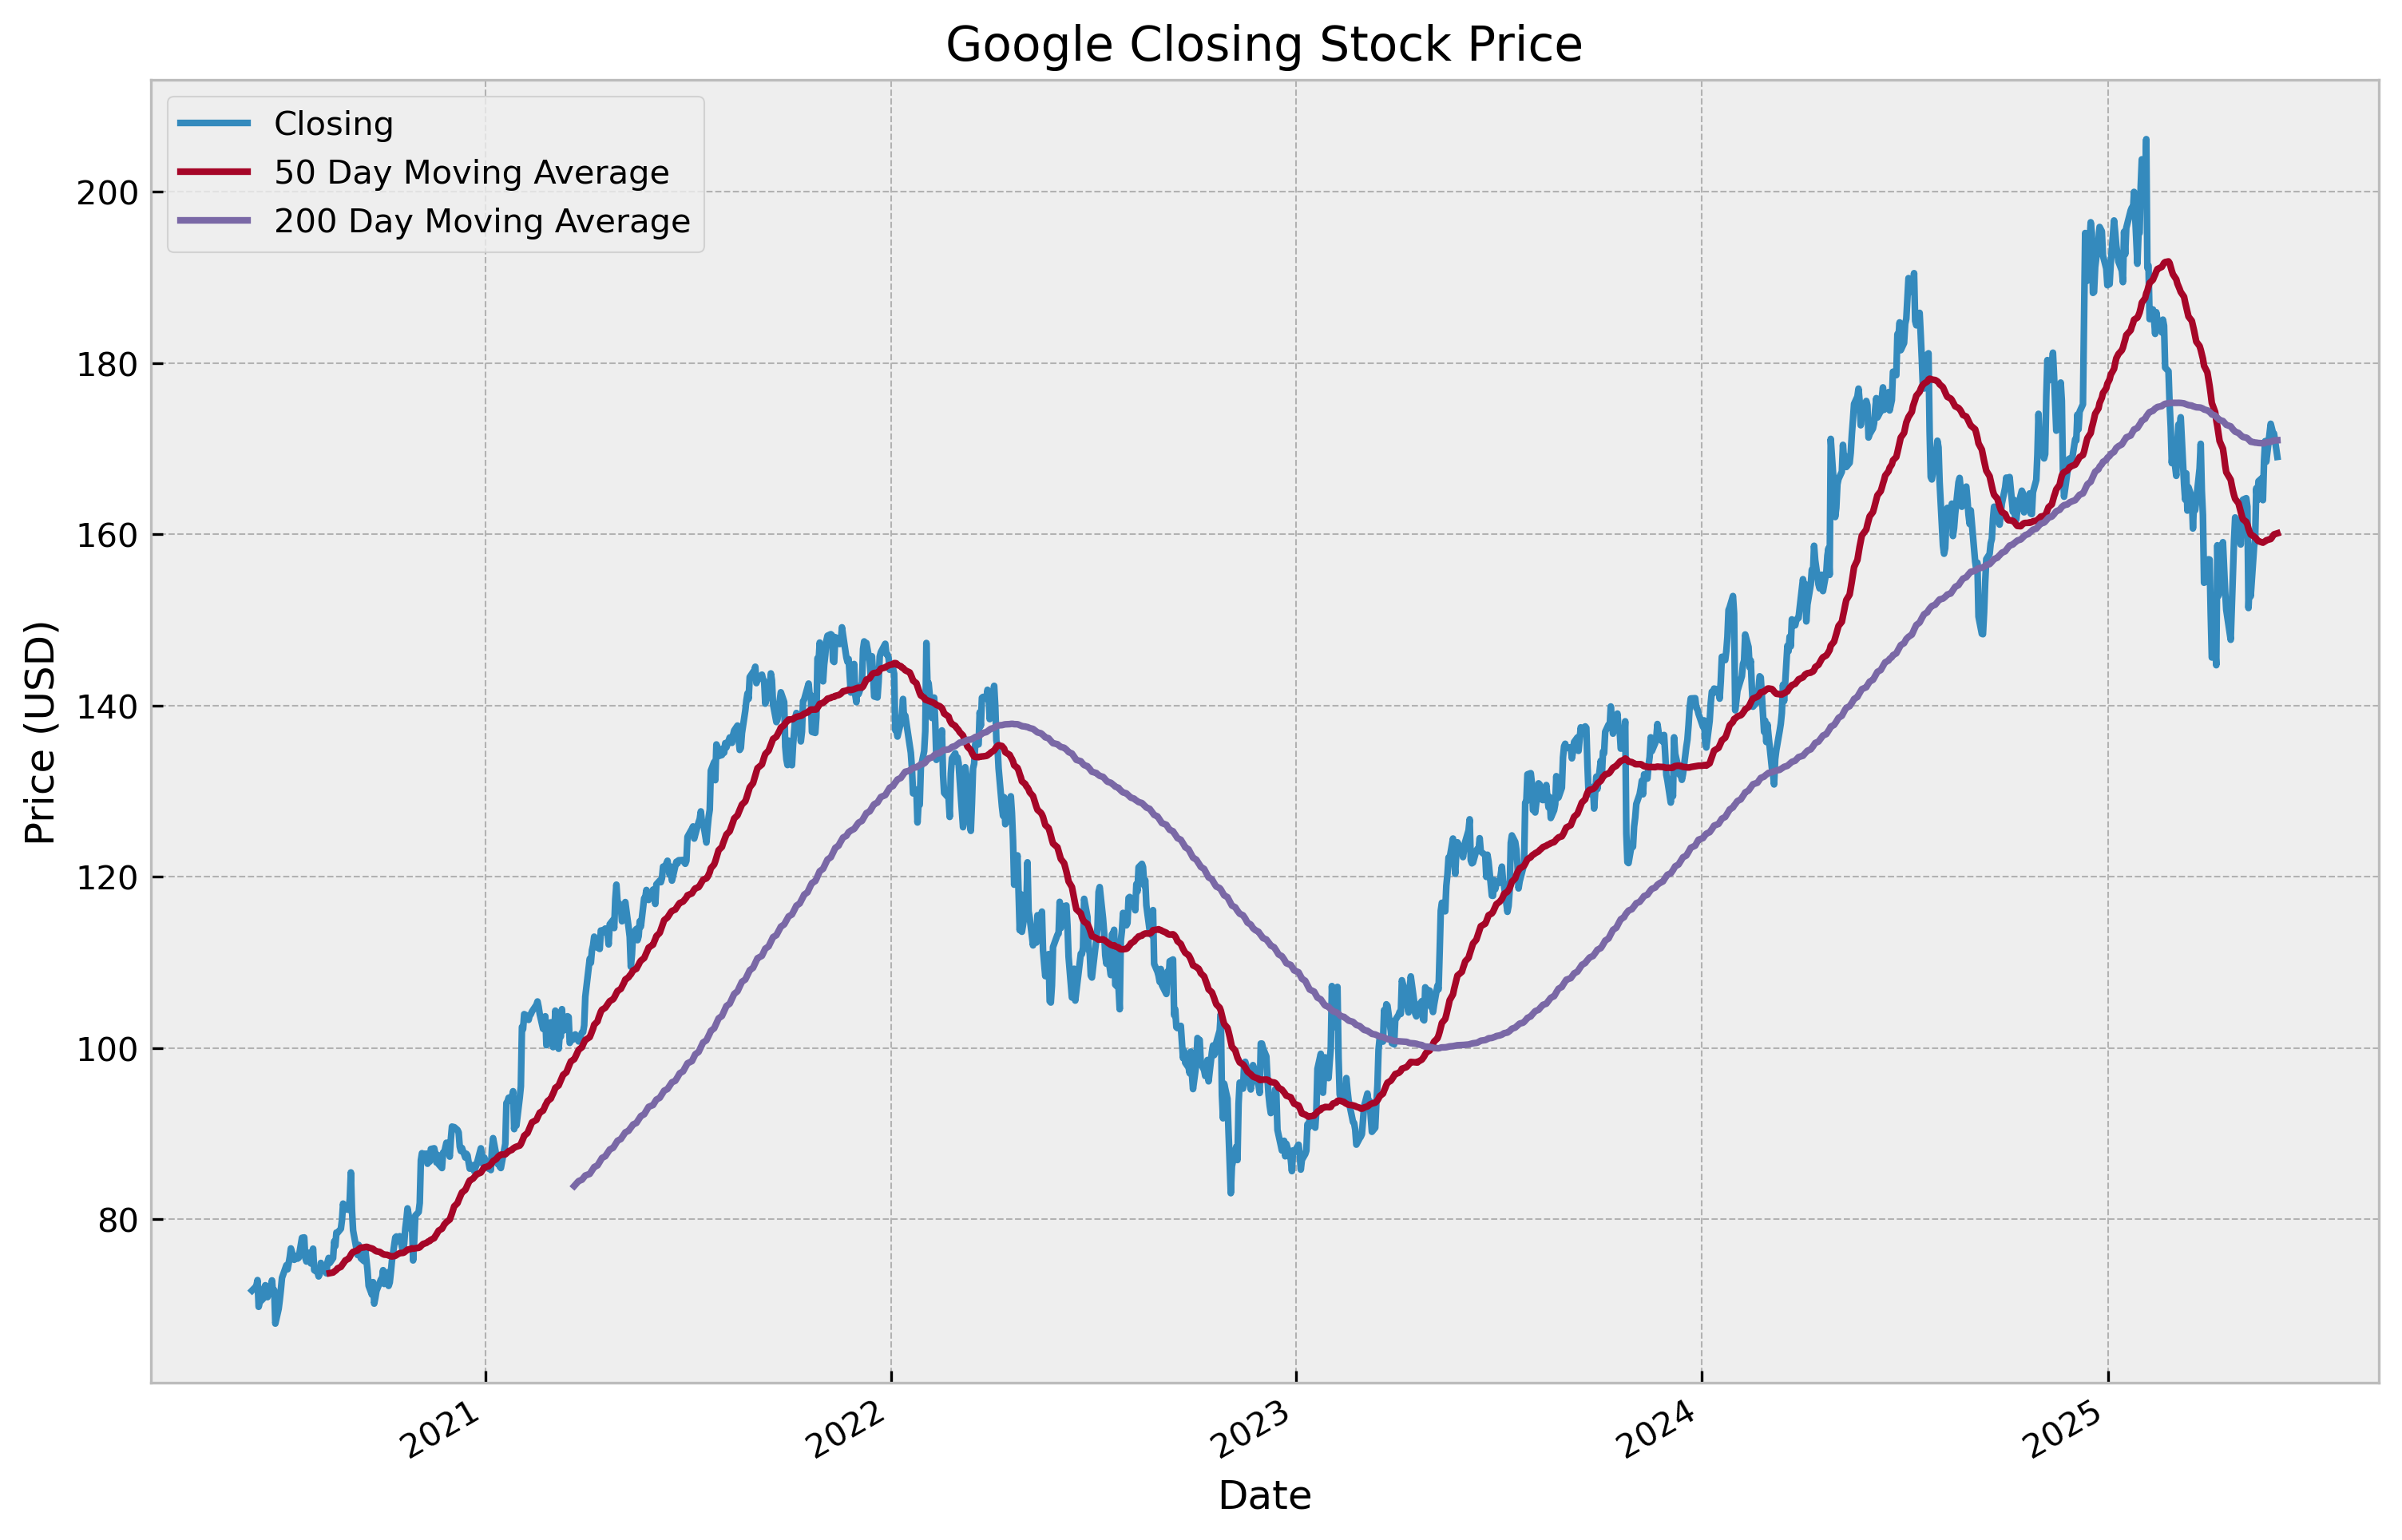 Google Closing Stock Price
Closing
50 Day Moving Average
200 Day Moving Average
Price (USD)
200
180
160
140
120
100
80
2021
2022
2023
2024
2025
Date